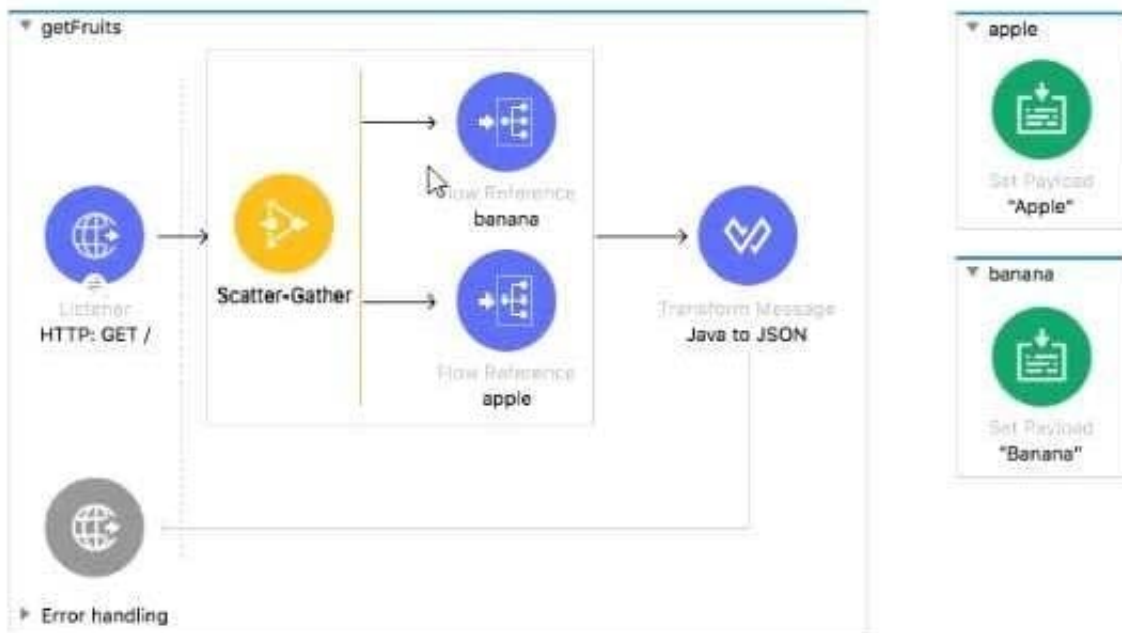 getFruits
Listener
HTTP: GET /
Scatter-Gather
Flow Reference
banana
Flow Reference
apple
Transform Message
Java to JSON
Error handling
apple
Set Payload
"Apple"
banana
Set Payload
"Banana"